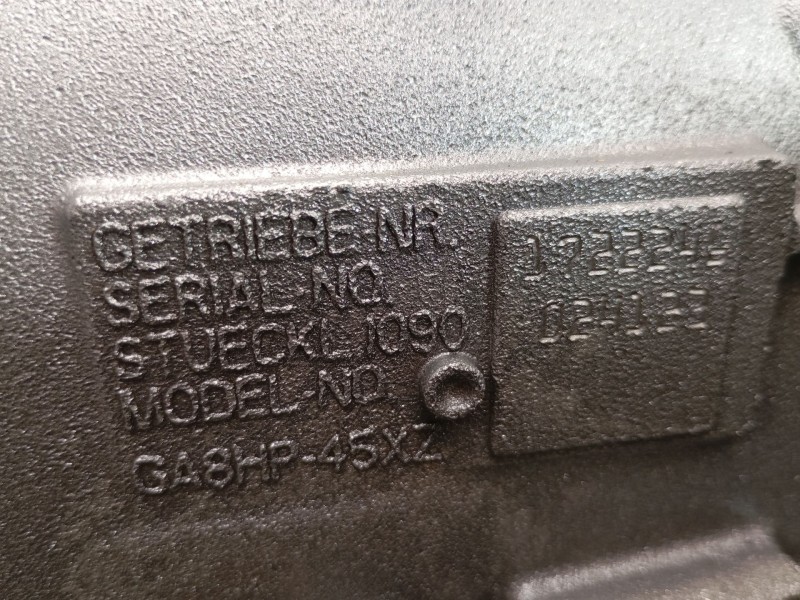 GETRIEBE NR.
SERIAL-NO.
STUECKL.1090
MODEL-NO.
GA8HP-45XZ